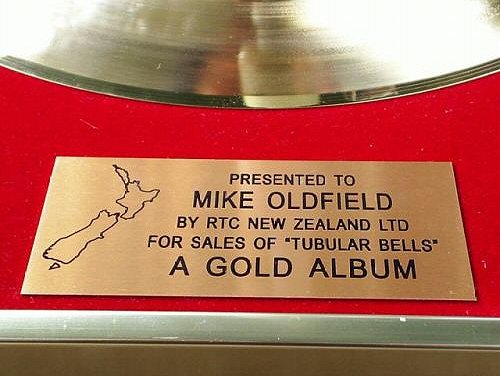 PRESENTED TO
MIKE OLDFIELD
BY RTC NEW ZEALAND LTD
FOR SALES OF "TUBULAR BELLS"
A GOLD ALBUM